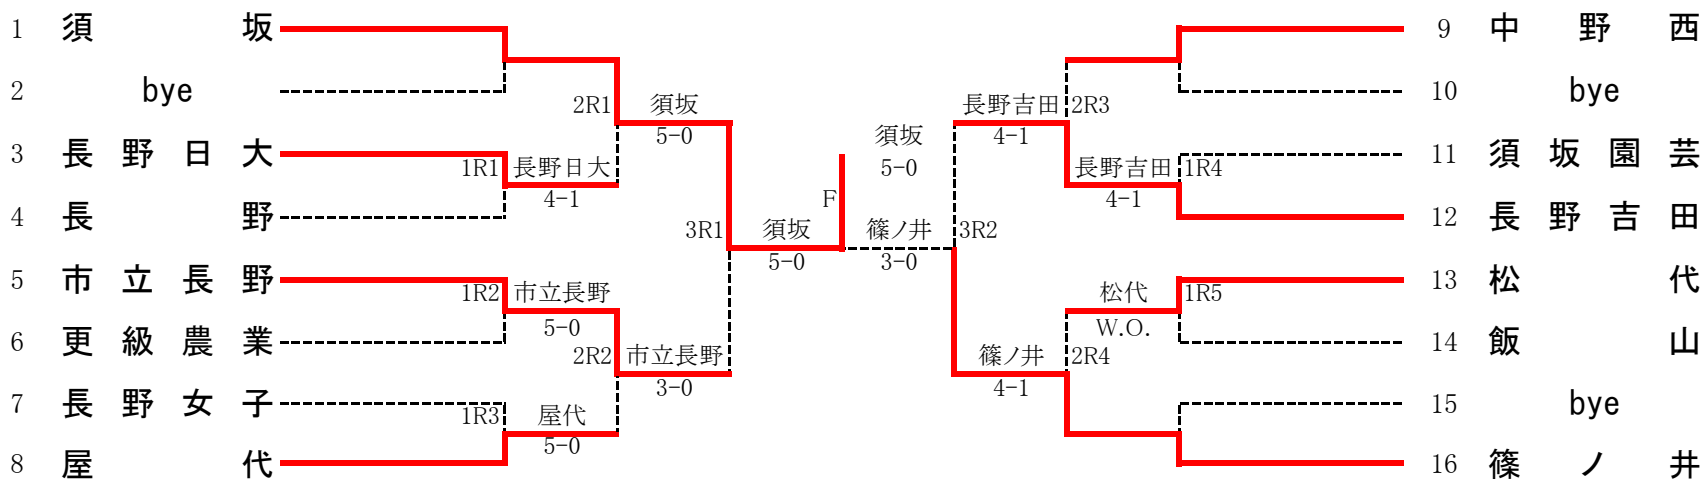 1 須坂
2 bye
3 長野日大
4 長野
5 市立長野
6 更級農業
7 長野女子
8 屋代
1R1 長野日大
4-1
1R2 市立長野
5-0
1R3 屋代
5-0
2R1 須坂
5-0
2R2 市立長野
3-0
3R1 須坂
5-0
F
須坂
5-0
篠ノ井 3R2
3-0
長野吉田 2R3
4-1
篠ノ井 2R4
4-1
長野吉田 1R4
4-1
松代 1R5
W.O.
9 中野西
10 bye
11 須坂園芸
12 長野吉田
13 松代
14 飯山
15 bye
16 篠ノ井